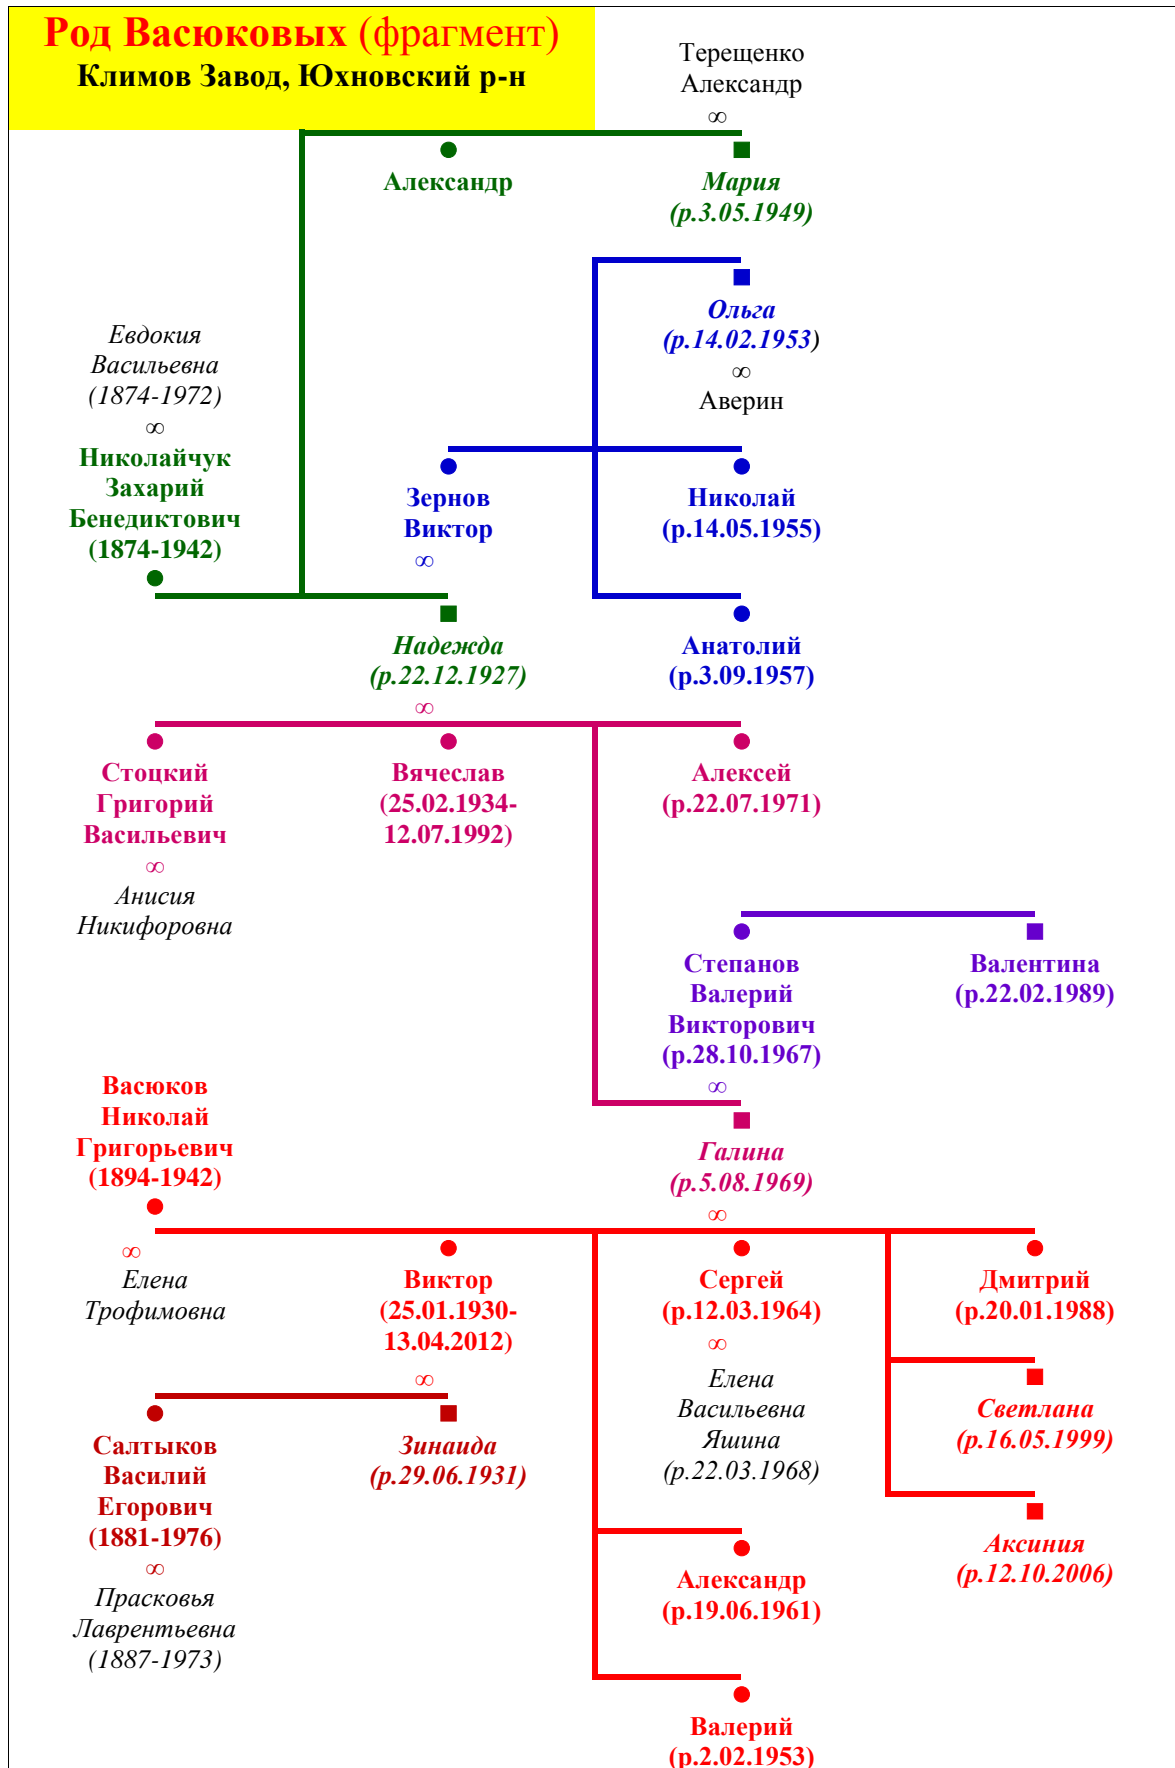 Род Васюковых (фрагмент)
Климов Завод, Юхновский р-н
Терещенко
Александр
∞
Александр
Мария
(р.3.05.1949)
Ольга
(р.14.02.1953)
∞
Аверин
Евдокия
Васильевна
(1874-1972)
∞
Николайчук
Захарий
Бенедиктович
(1874-1942)
Зернов
Виктор
∞
Николай
(р.14.05.1955)
Надежда
(р.22.12.1927)
∞
Анатолий
(р.3.09.1957)
Стоцкий
Григорий
Васильевич
∞
Анисия
Никифоровна
Вячеслав
(25.02.1934-
12.07.1992)
Алексей
(р.22.07.1971)
Степанов
Валерий
Викторович
(р.28.10.1967)
∞
Валентина
(р.22.02.1989)
Васюков
Николай
Григорьевич
(1894-1942)
Галина
(р.5.08.1969)
∞
∞
Елена
Трофимовна
Виктор
(25.01.1930-
13.04.2012)
∞
Сергей
(р.12.03.1964)
∞
Елена
Васильевна
Яшина
(р.22.03.1968)
Дмитрий
(р.20.01.1988)
Светлана
(р.16.05.1999)
Аксиния
(р.12.10.2006)
Салтыков
Василий
Егорович
(1881-1976)
∞
Прасковья
Лаврентьевна
(1887-1973)
Зинаида
(р.29.06.1931)
Александр
(р.19.06.1961)
Валерий
(р.2.02.1953)